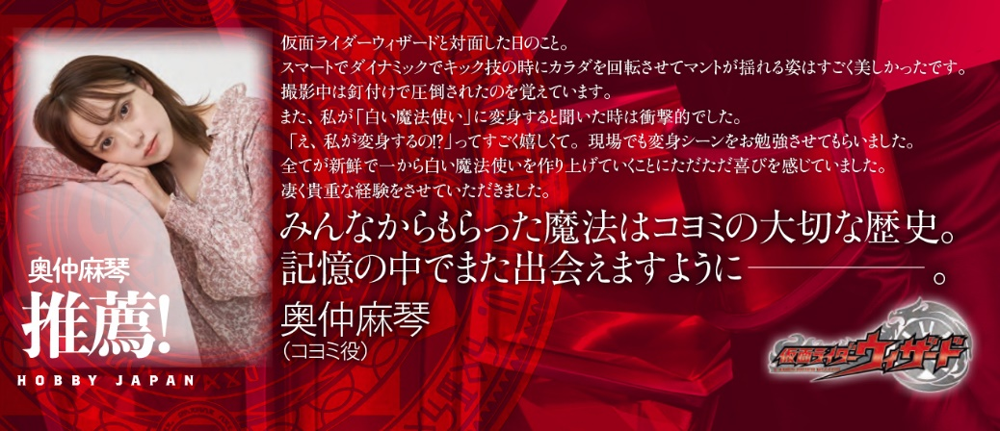 仮面ライダーウィザードと対面した日のこと。
スマートでダイナミックでキック技の時にカラダを回転させてマントが揺れる姿はすごく美しかったです。
撮影中は釘付けで圧倒されたのを覚えています。
また、私が「白い魔法使い」に変身すると聞いた時は衝撃的でした。
「え、私が変身するの!?」ってすごく嬉しくて。現場でも変身シーンをお勉強させてもらいました。
全てが新鮮で一から白い魔法使いを作り上げていくことにただただ喜びを感じていました。
凄く貴重な経験をさせていただきました。
みんなからもらった魔法はコヨミの大切な歴史。
記憶の中でまた出会えますように――――。
奥仲麻琴
（コヨミ役）
奥仲麻琴
推薦!
HOBBY JAPAN
仮面ライダーウィザード